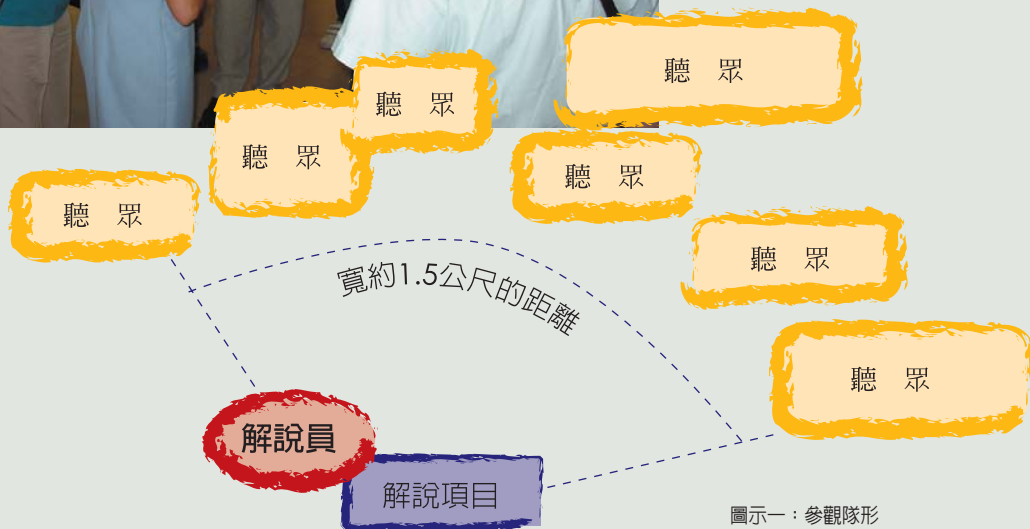 聽 眾
聽 眾
聽 眾
聽 眾
聽 眾
聽 眾
聽 眾
寬約1.5公尺的距離
解說員
解說項目
圖示一：參觀隊形